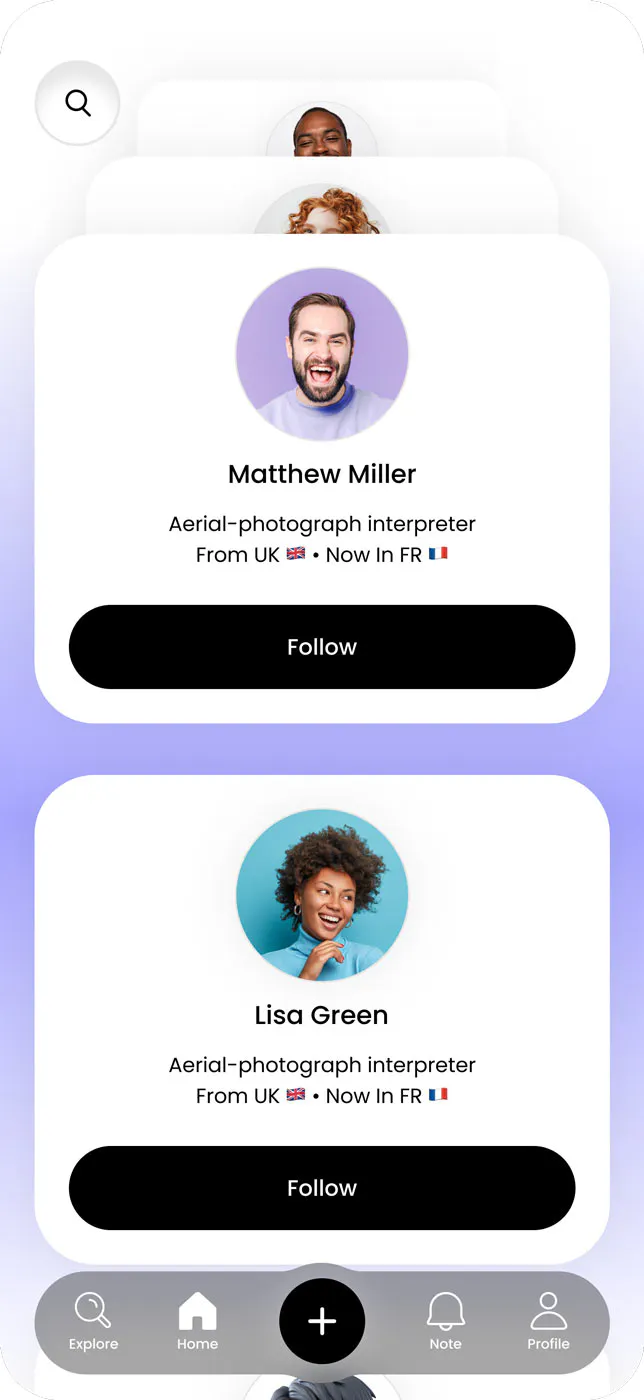 Matthew Miller
Aerial-photograph interpreter
From UK 🇬🇧 • Now In FR 🇫🇷
Follow
Lisa Green
Aerial-photograph interpreter
From UK 🇬🇧 • Now In FR 🇫🇷
Follow
Explore
Home
Note
Profile